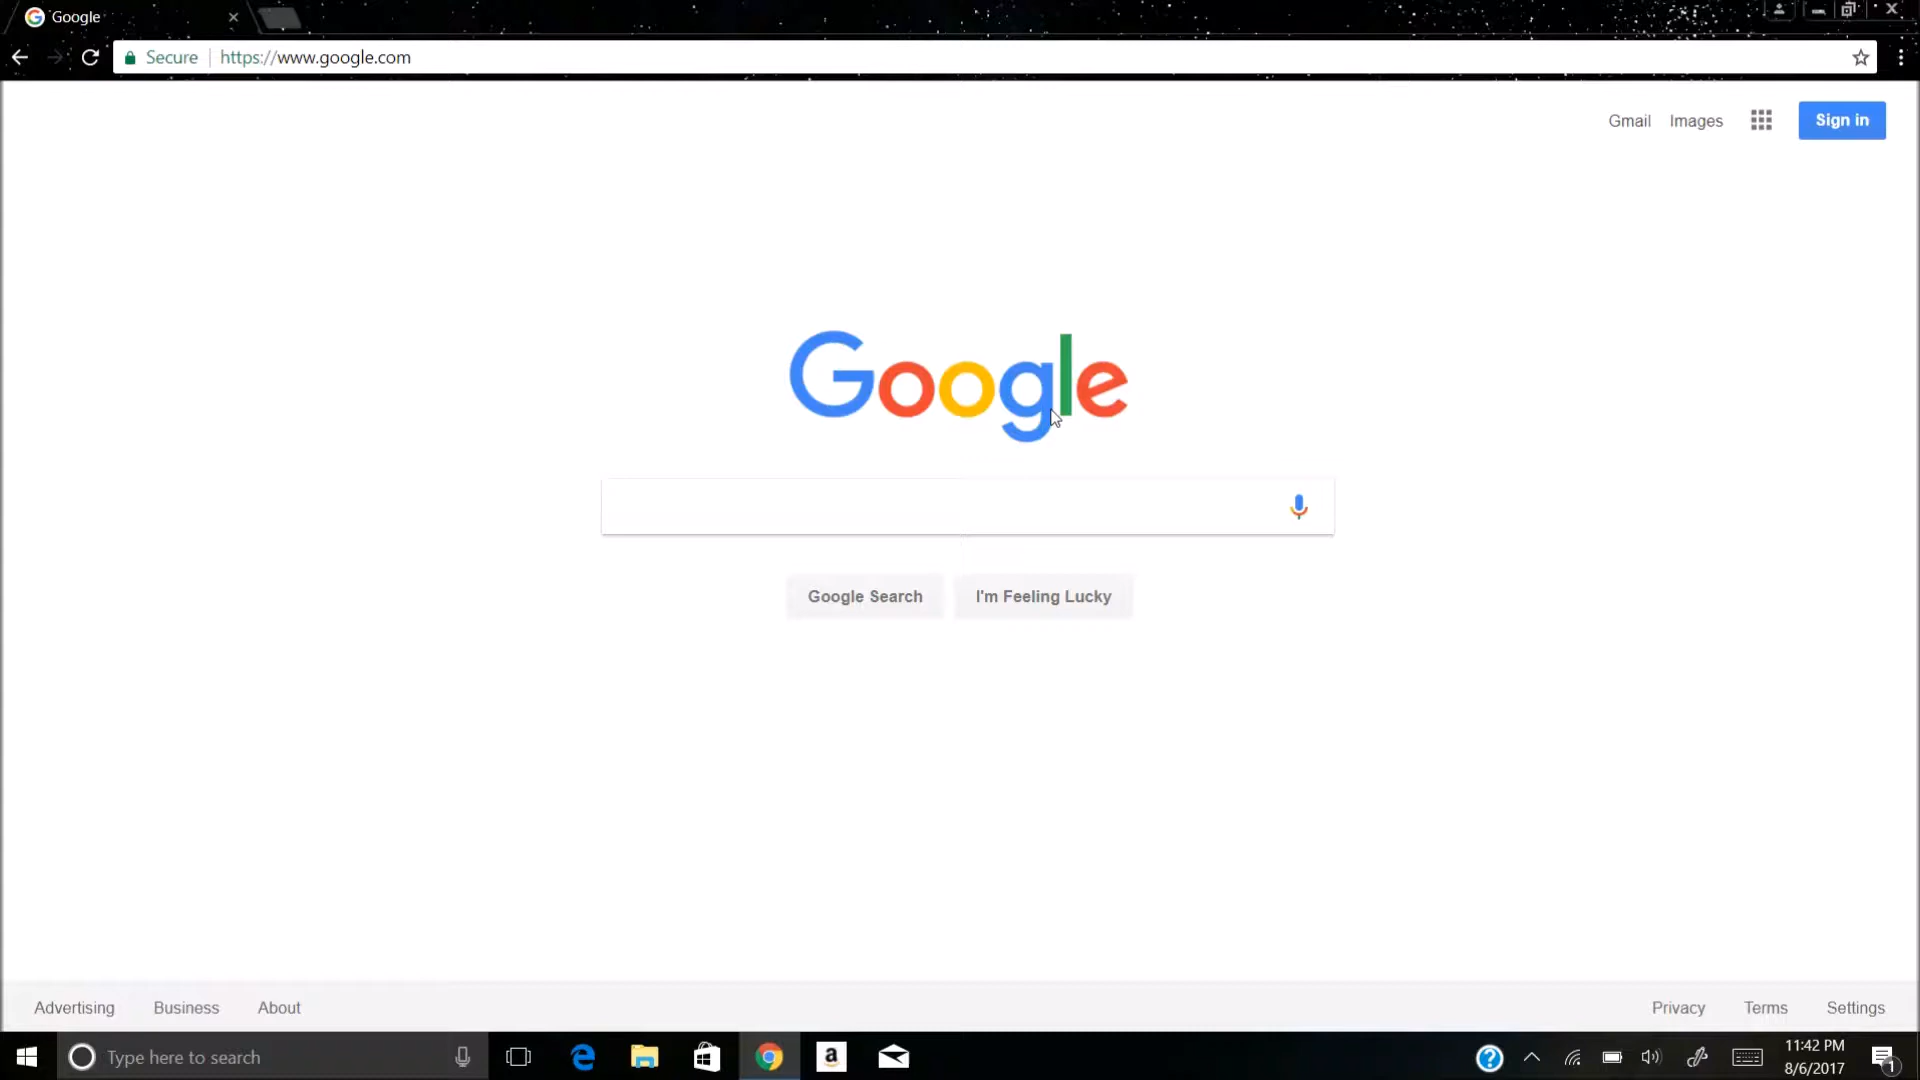 Google
Secure https://www.google.com
Gmail Images Sign in
Google
Google Search I'm Feeling Lucky
Advertising Business About Privacy Terms Settings
Type here to search a 11:42 PM
8/6/2017 1